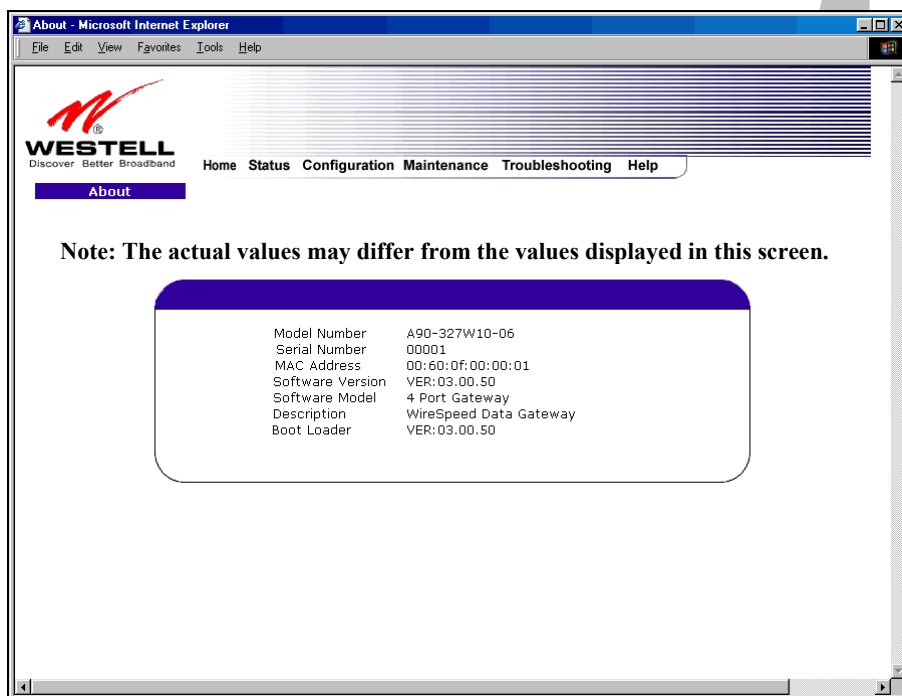 About - Microsoft Internet Explorer
File Edit View Favorites Tools Help
WESTELL
Discover Better Broadband
Home Status Configuration Maintenance Troubleshooting Help
About
Note: The actual values may differ from the values displayed in this screen.
Model Number A90-327W10-06
Serial Number 00001
MAC Address 00:60:0f:00:00:01
Software Version VER:03.00.50
Software Model 4 Port Gateway
Description WireSpeed Data Gateway
Boot Loader VER:03.00.50